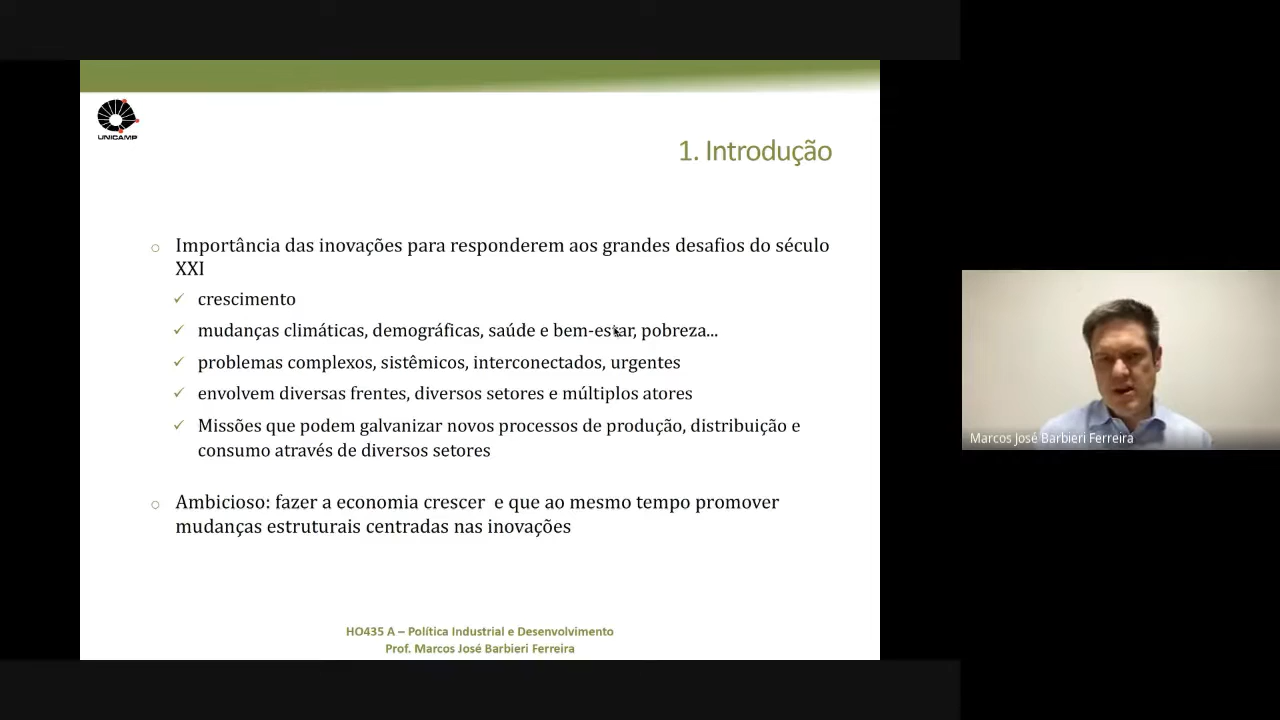 UNICAMP
1. Introdução
Importância das inovações para responderem aos grandes desafios do século
XXI
crescimento
mudanças climáticas, demográficas, saúde e bem-estar, pobreza...
problemas complexos, sistêmicos, interconectados, urgentes
envolvem diversas frentes, diversos setores e múltiplos atores
Missões que podem galvanizar novos processos de produção, distribuição e
consumo através de diversos setores
Ambicioso: fazer a economia crescer e que ao mesmo tempo promover
mudanças estruturais centradas nas inovações
HO435 A – Política Industrial e Desenvolvimento
Prof. Marcos José Barbieri Ferreira
Marcos José Barbieri Ferreira